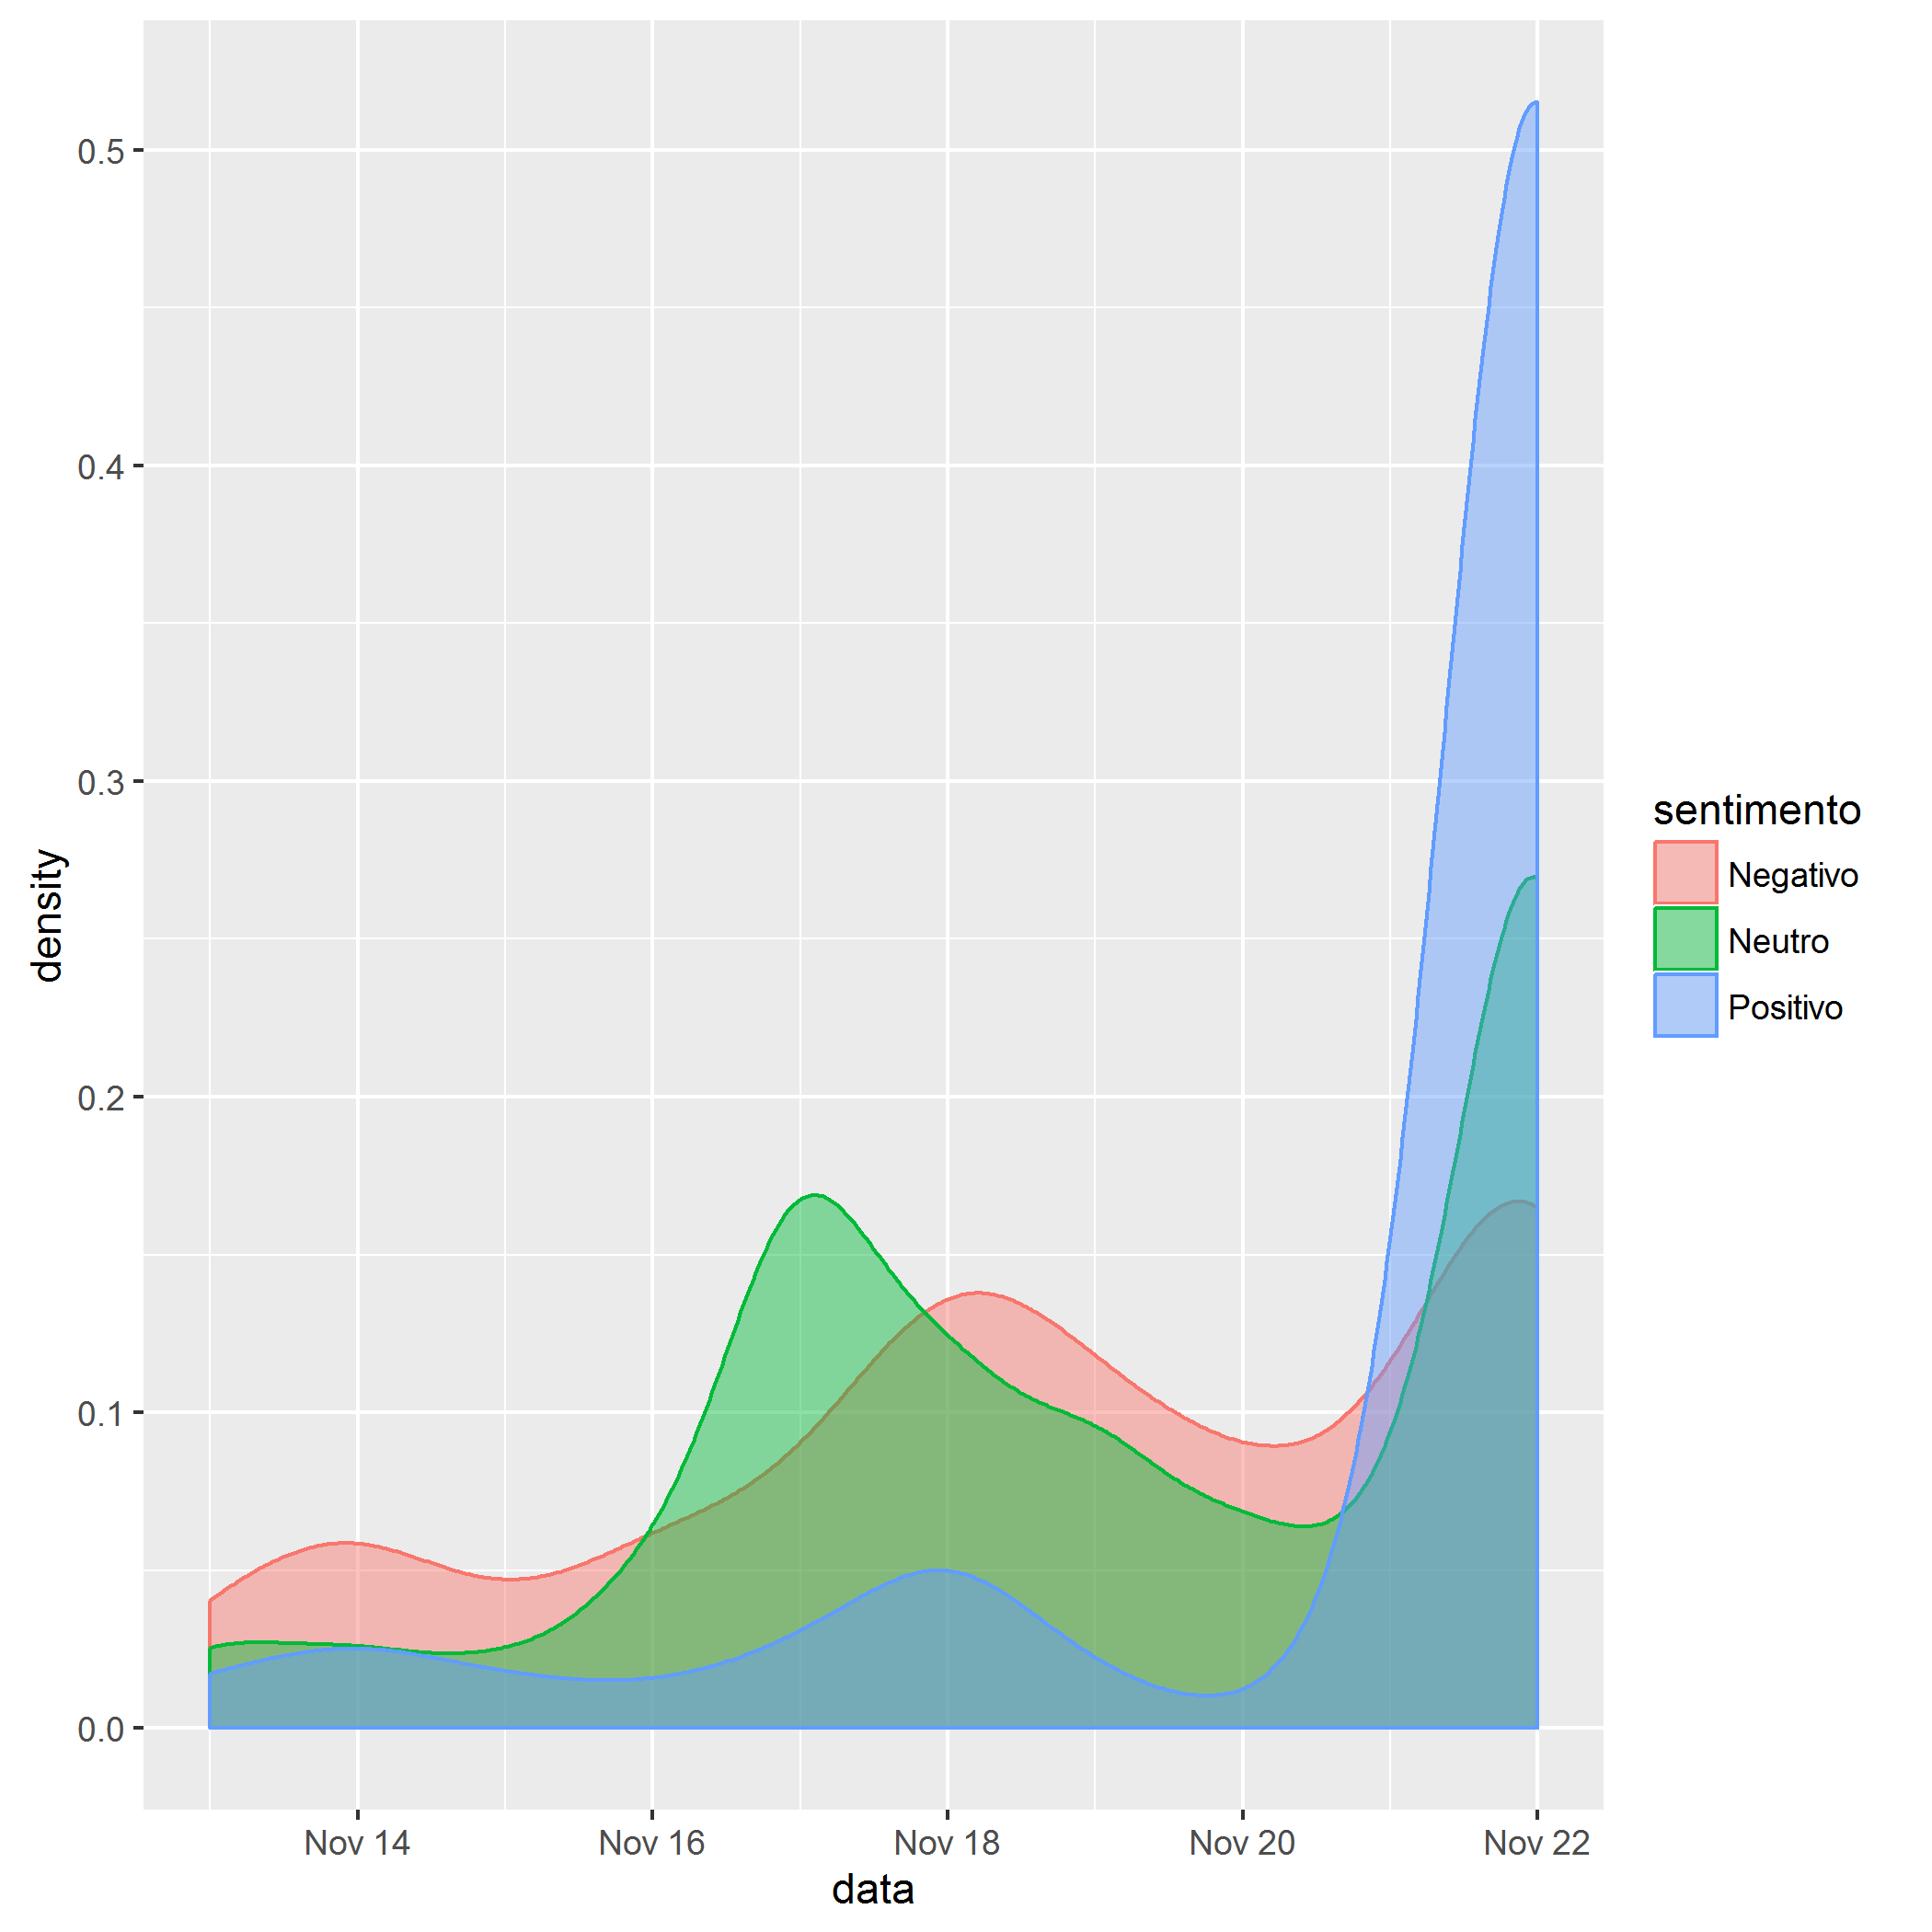 density
0.5
0.4
0.3
0.2
0.1
0.0
Nov 14
Nov 16
Nov 18
Nov 20
Nov 22
data
sentimento
Negativo
Neutro
Positivo